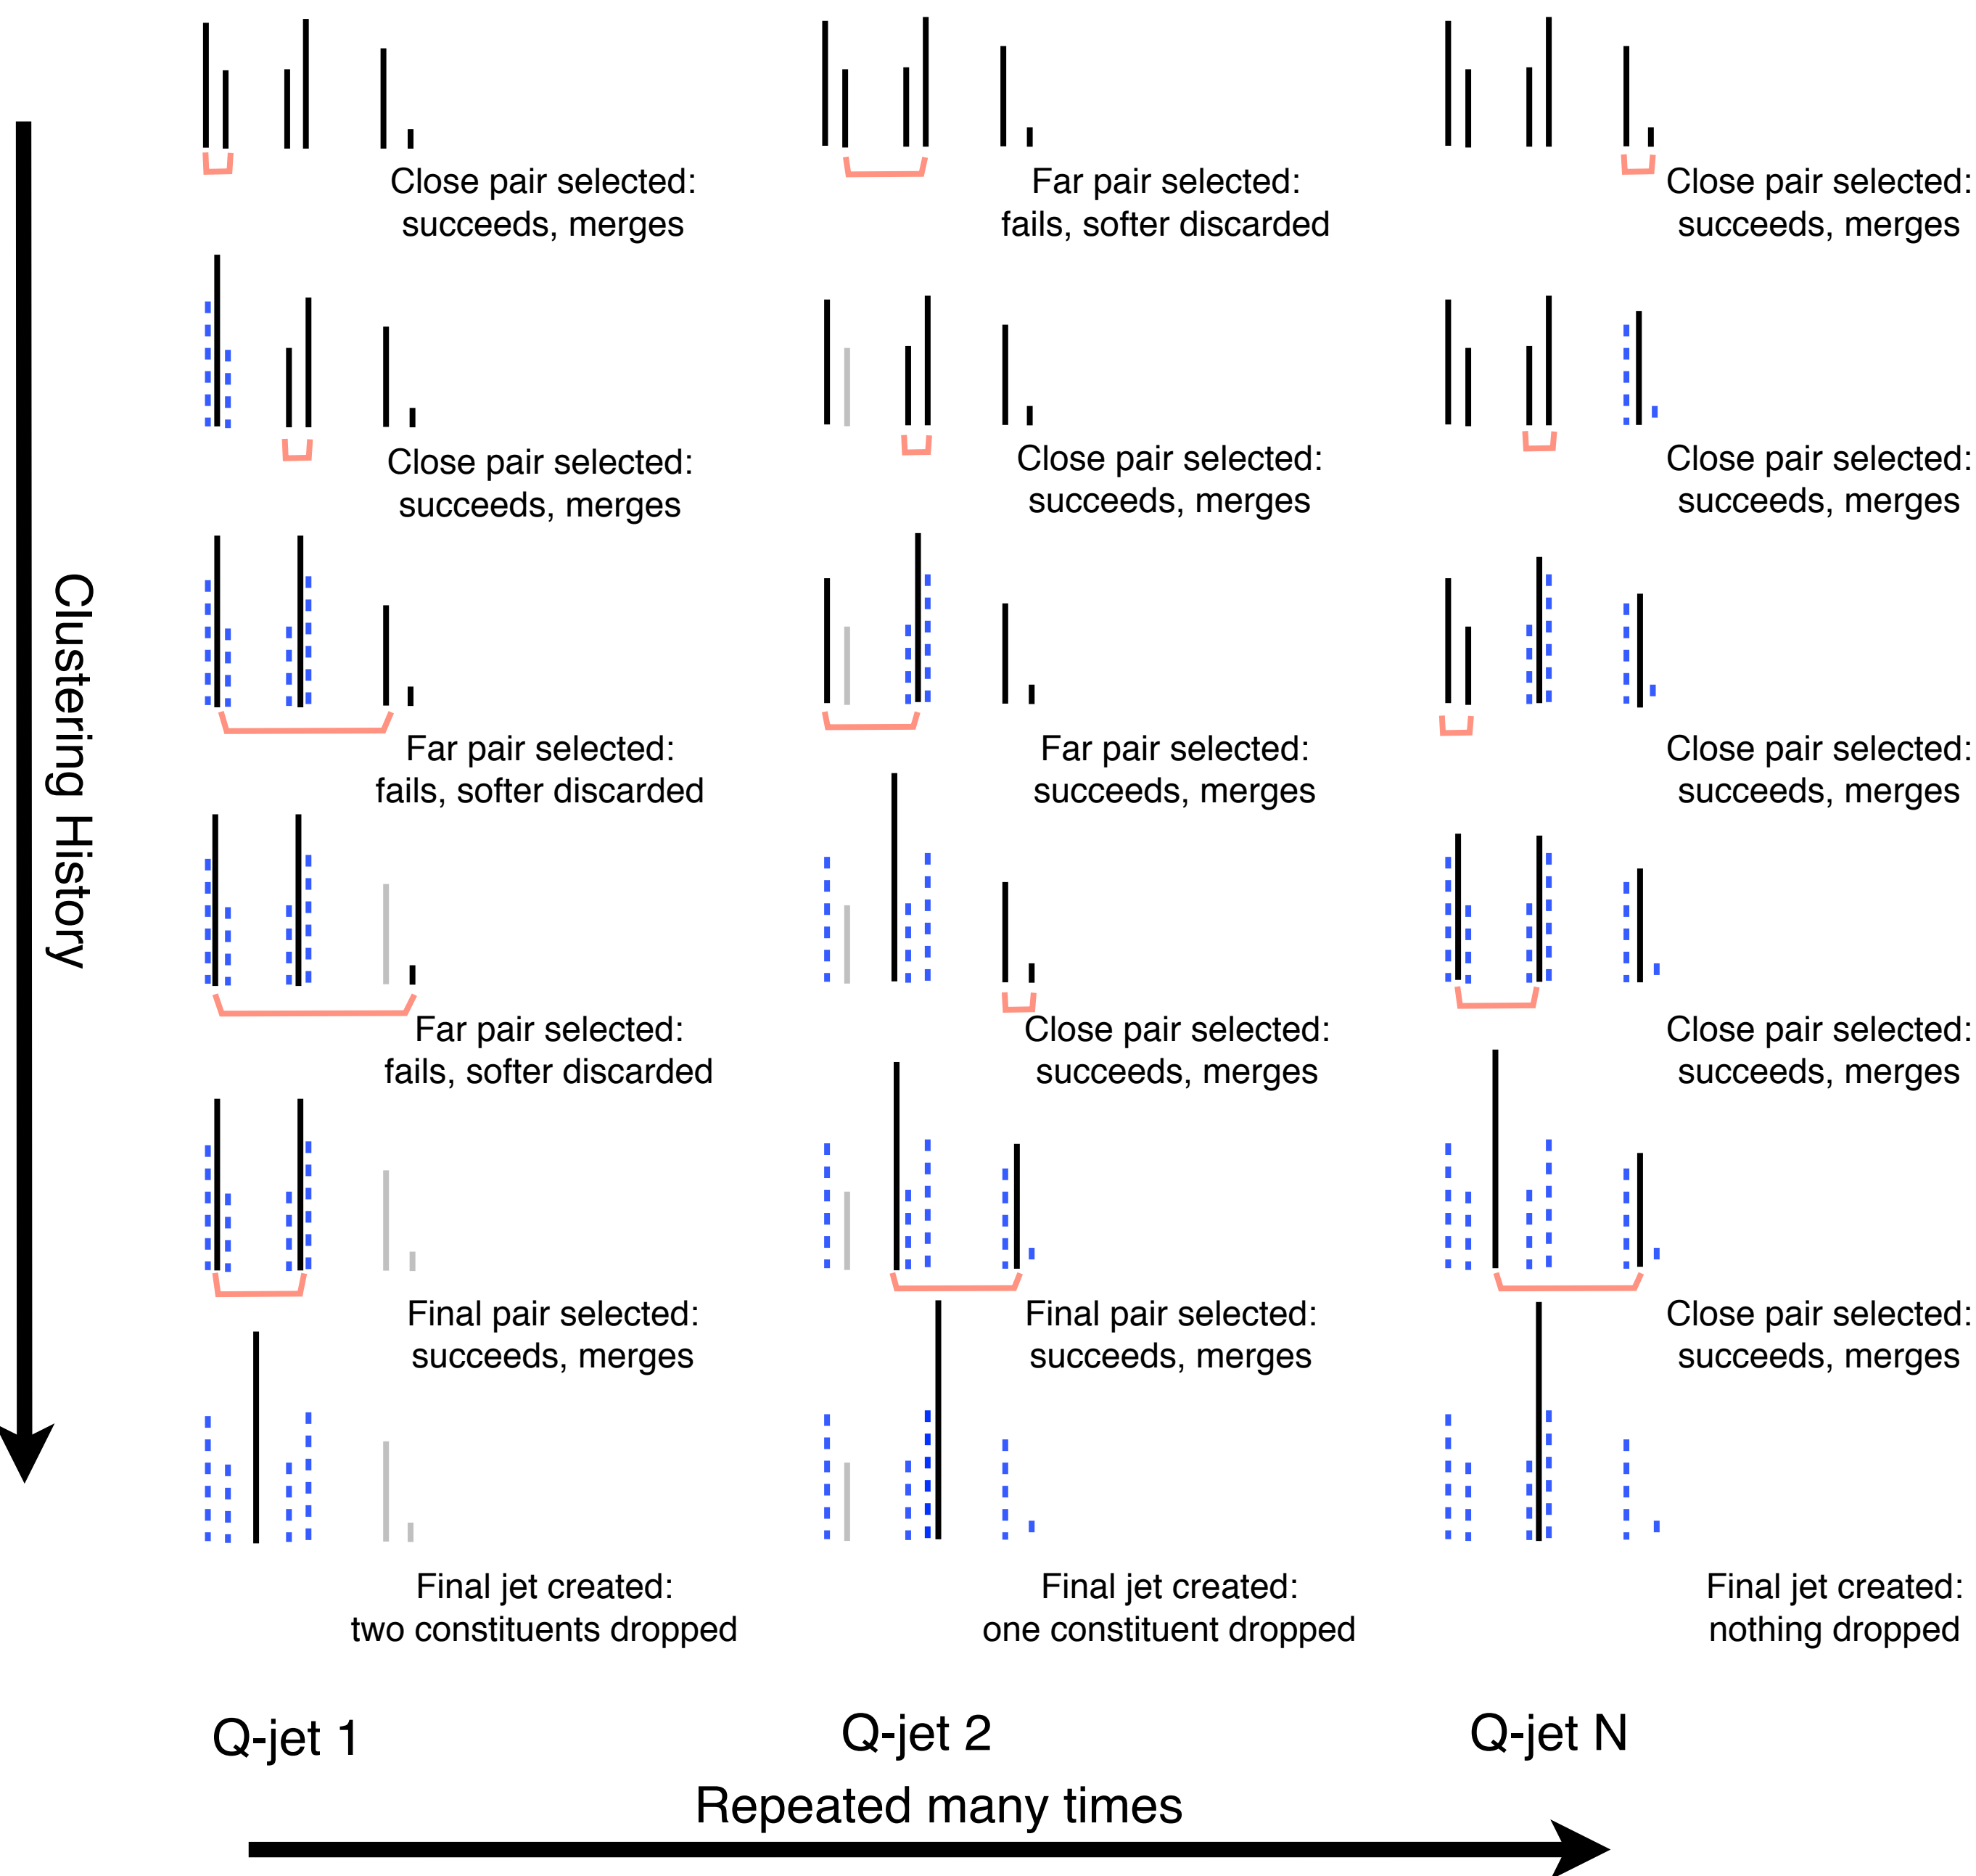 Close pair selected:
succeeds, merges
Far pair selected:
fails, softer discarded
Close pair selected:
succeeds, merges
Close pair selected:
succeeds, merges
Close pair selected:
succeeds, merges
Close pair selected:
succeeds, merges
Clustering History
Far pair selected:
fails, softer discarded
Far pair selected:
succeeds, merges
Close pair selected:
succeeds, merges
Far pair selected:
fails, softer discarded
Close pair selected:
succeeds, merges
Close pair selected:
succeeds, merges
Final pair selected:
succeeds, merges
Final pair selected:
succeeds, merges
Close pair selected:
succeeds, merges
Final jet created:
two constituents dropped
Final jet created:
one constituent dropped
Final jet created:
nothing dropped
Q-jet 1
Q-jet 2
Q-jet N
Repeated many times